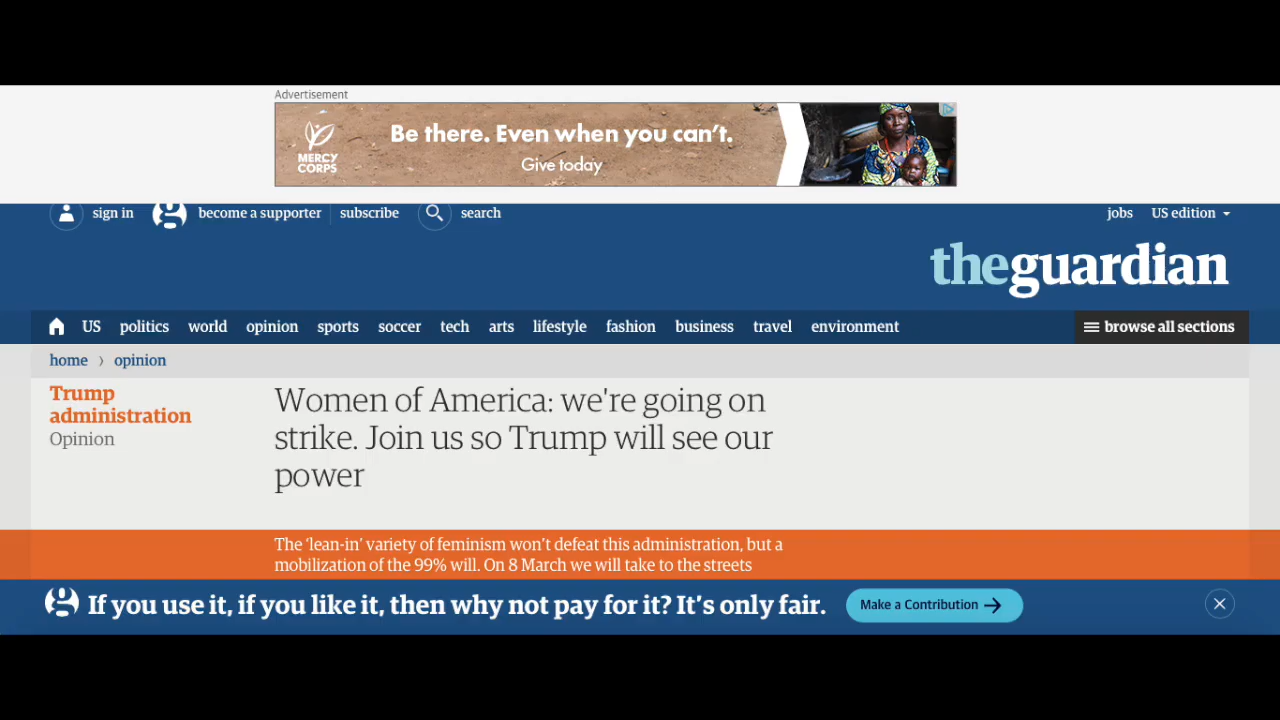 Advertisement
MERCY
CORPS
Be there. Even when you can't.
Give today
sign in become a supporter subscribe search jobs US edition
theguardian
US politics world opinion sports soccer tech arts lifestyle fashion business travel environment browse all sections
home › opinion
Trump
administration
Opinion
Women of America: we're going on
strike. Join us so Trump will see our
power
The ‘lean-in’ variety of feminism won’t defeat this administration, but a
mobilization of the 99% will. On 8 March we will take to the streets
If you use it, if you like it, then why not pay for it? It’s only fair.
Make a Contribution